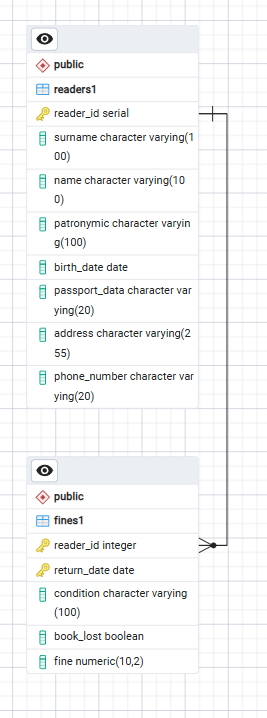 public
readers1
reader_id serial
surname character varying(1
00)
name character varying(10
0)
patronymic character varyin
g(100)
birth_date date
passport_data character var
ying(20)
address character varying(2
55)
phone_number character var
ying(20)
public
fines1
reader_id integer
return_date date
condition character varying
(100)
book_lost boolean
fine numeric(10,2)